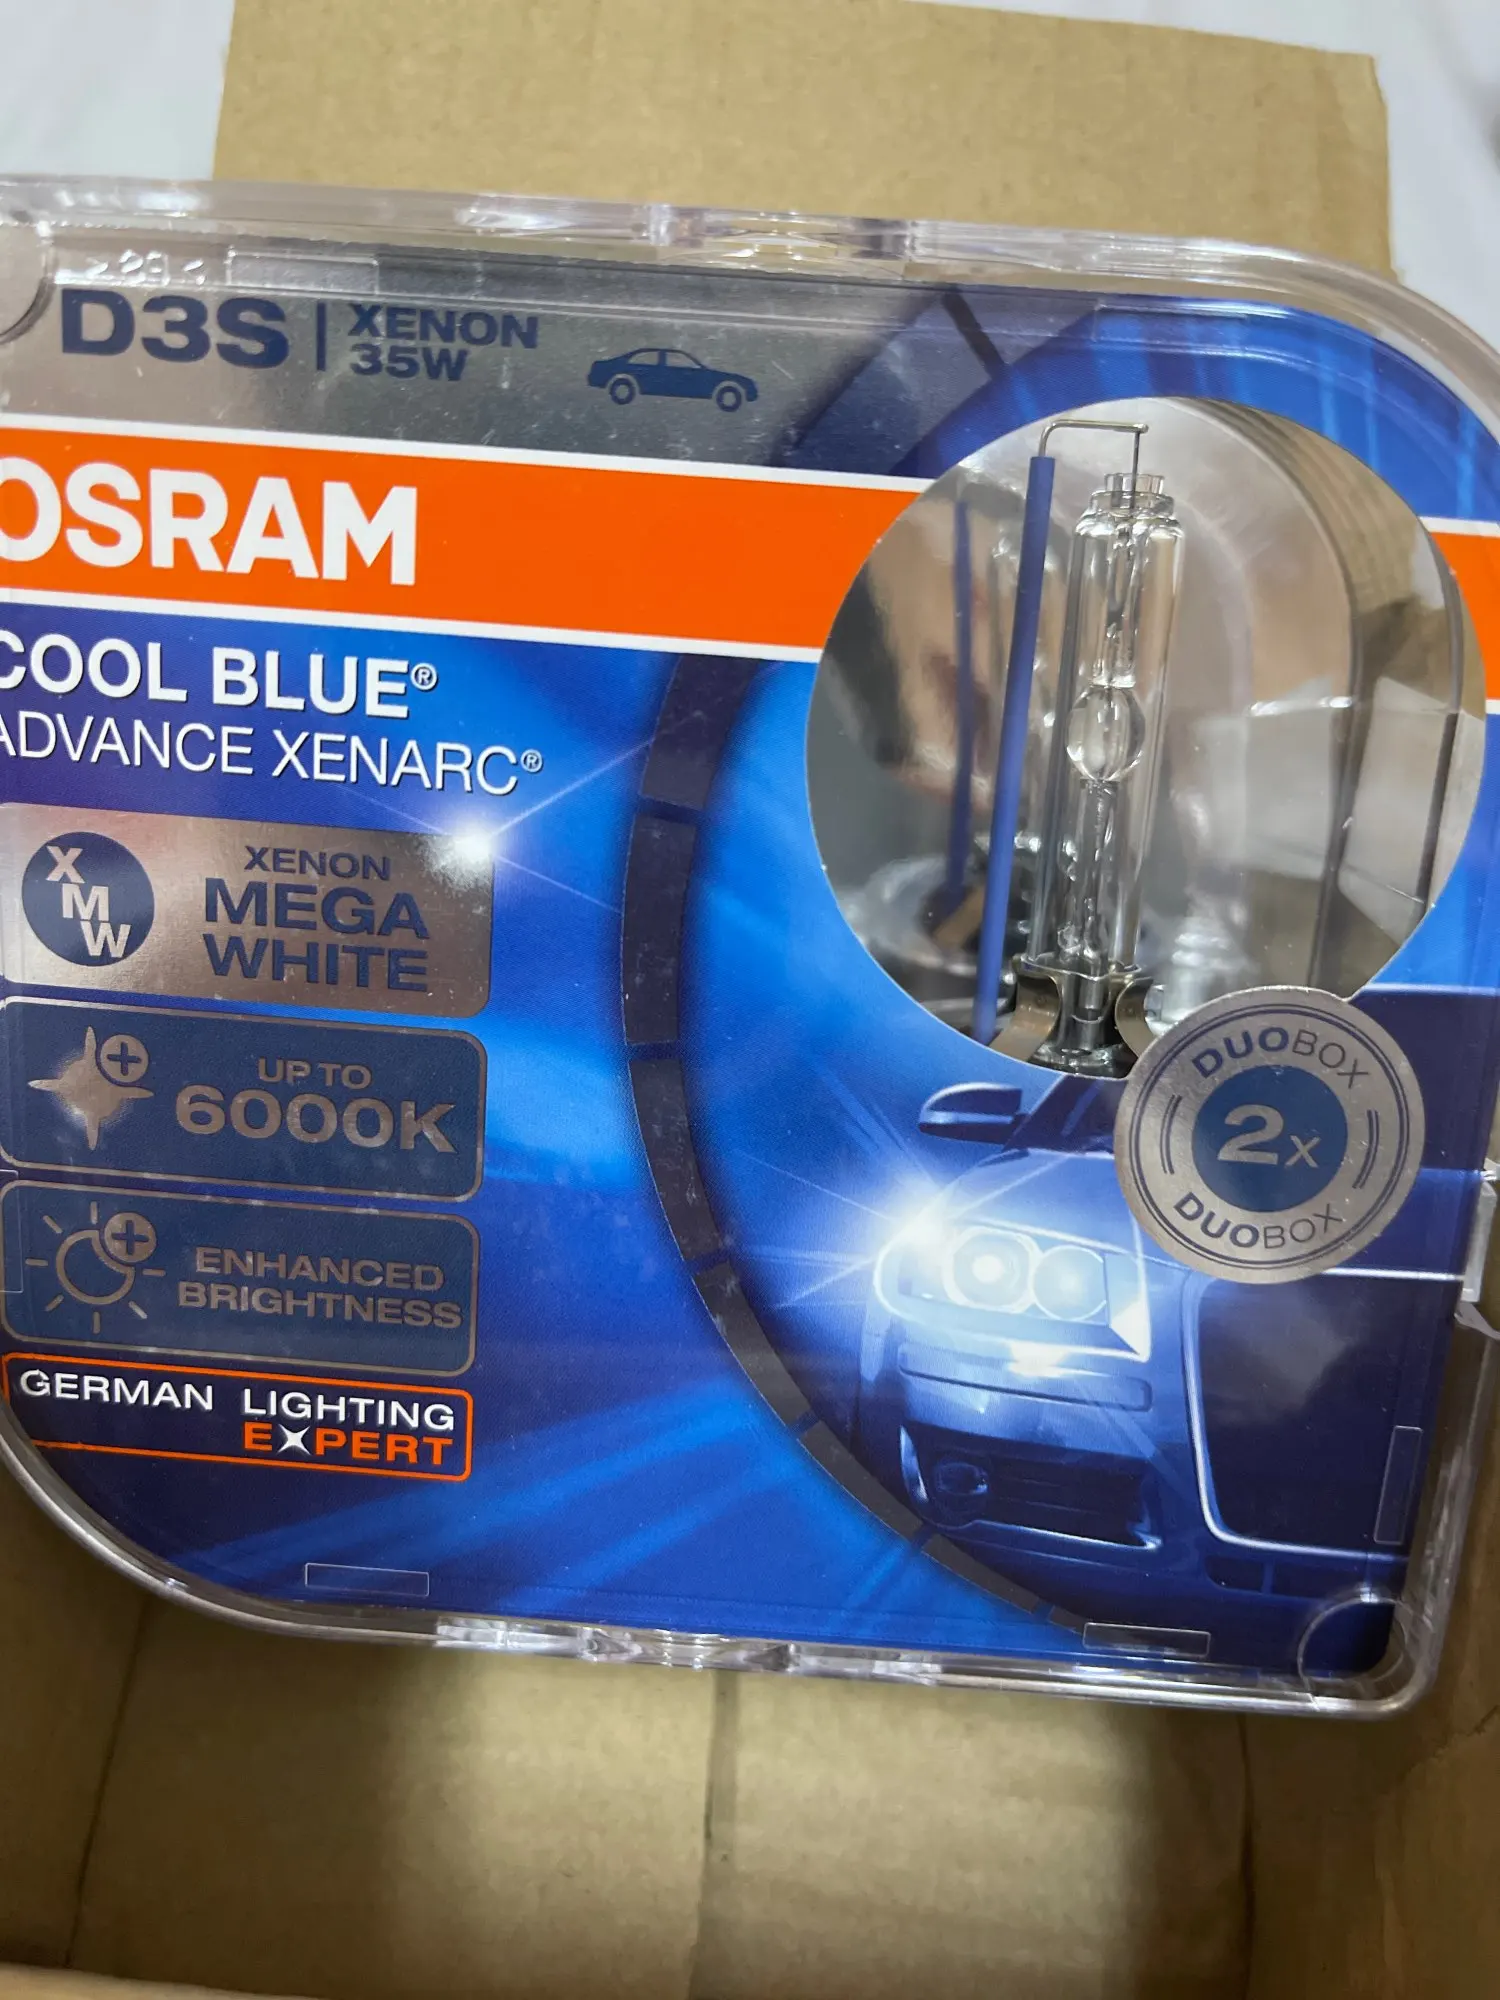 D3S | XENON
35W
OSRAM
COOL BLUE®
ADVANCE XENARC®
XMW
XENON
MEGA
WHITE
UP TO
6000K
ENHANCED
BRIGHTNESS
GERMAN LIGHTING
EXPERT
DUOBOX
2x
DUOBOX